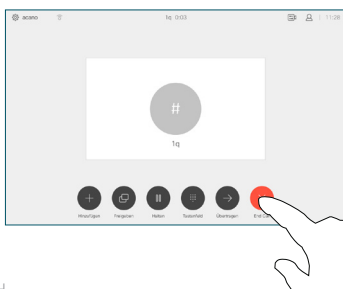 acano
1q 0:03
11:28
#
1q
Hinzufügen
Freigeben
Halten
Tastenfeld
Übertragen